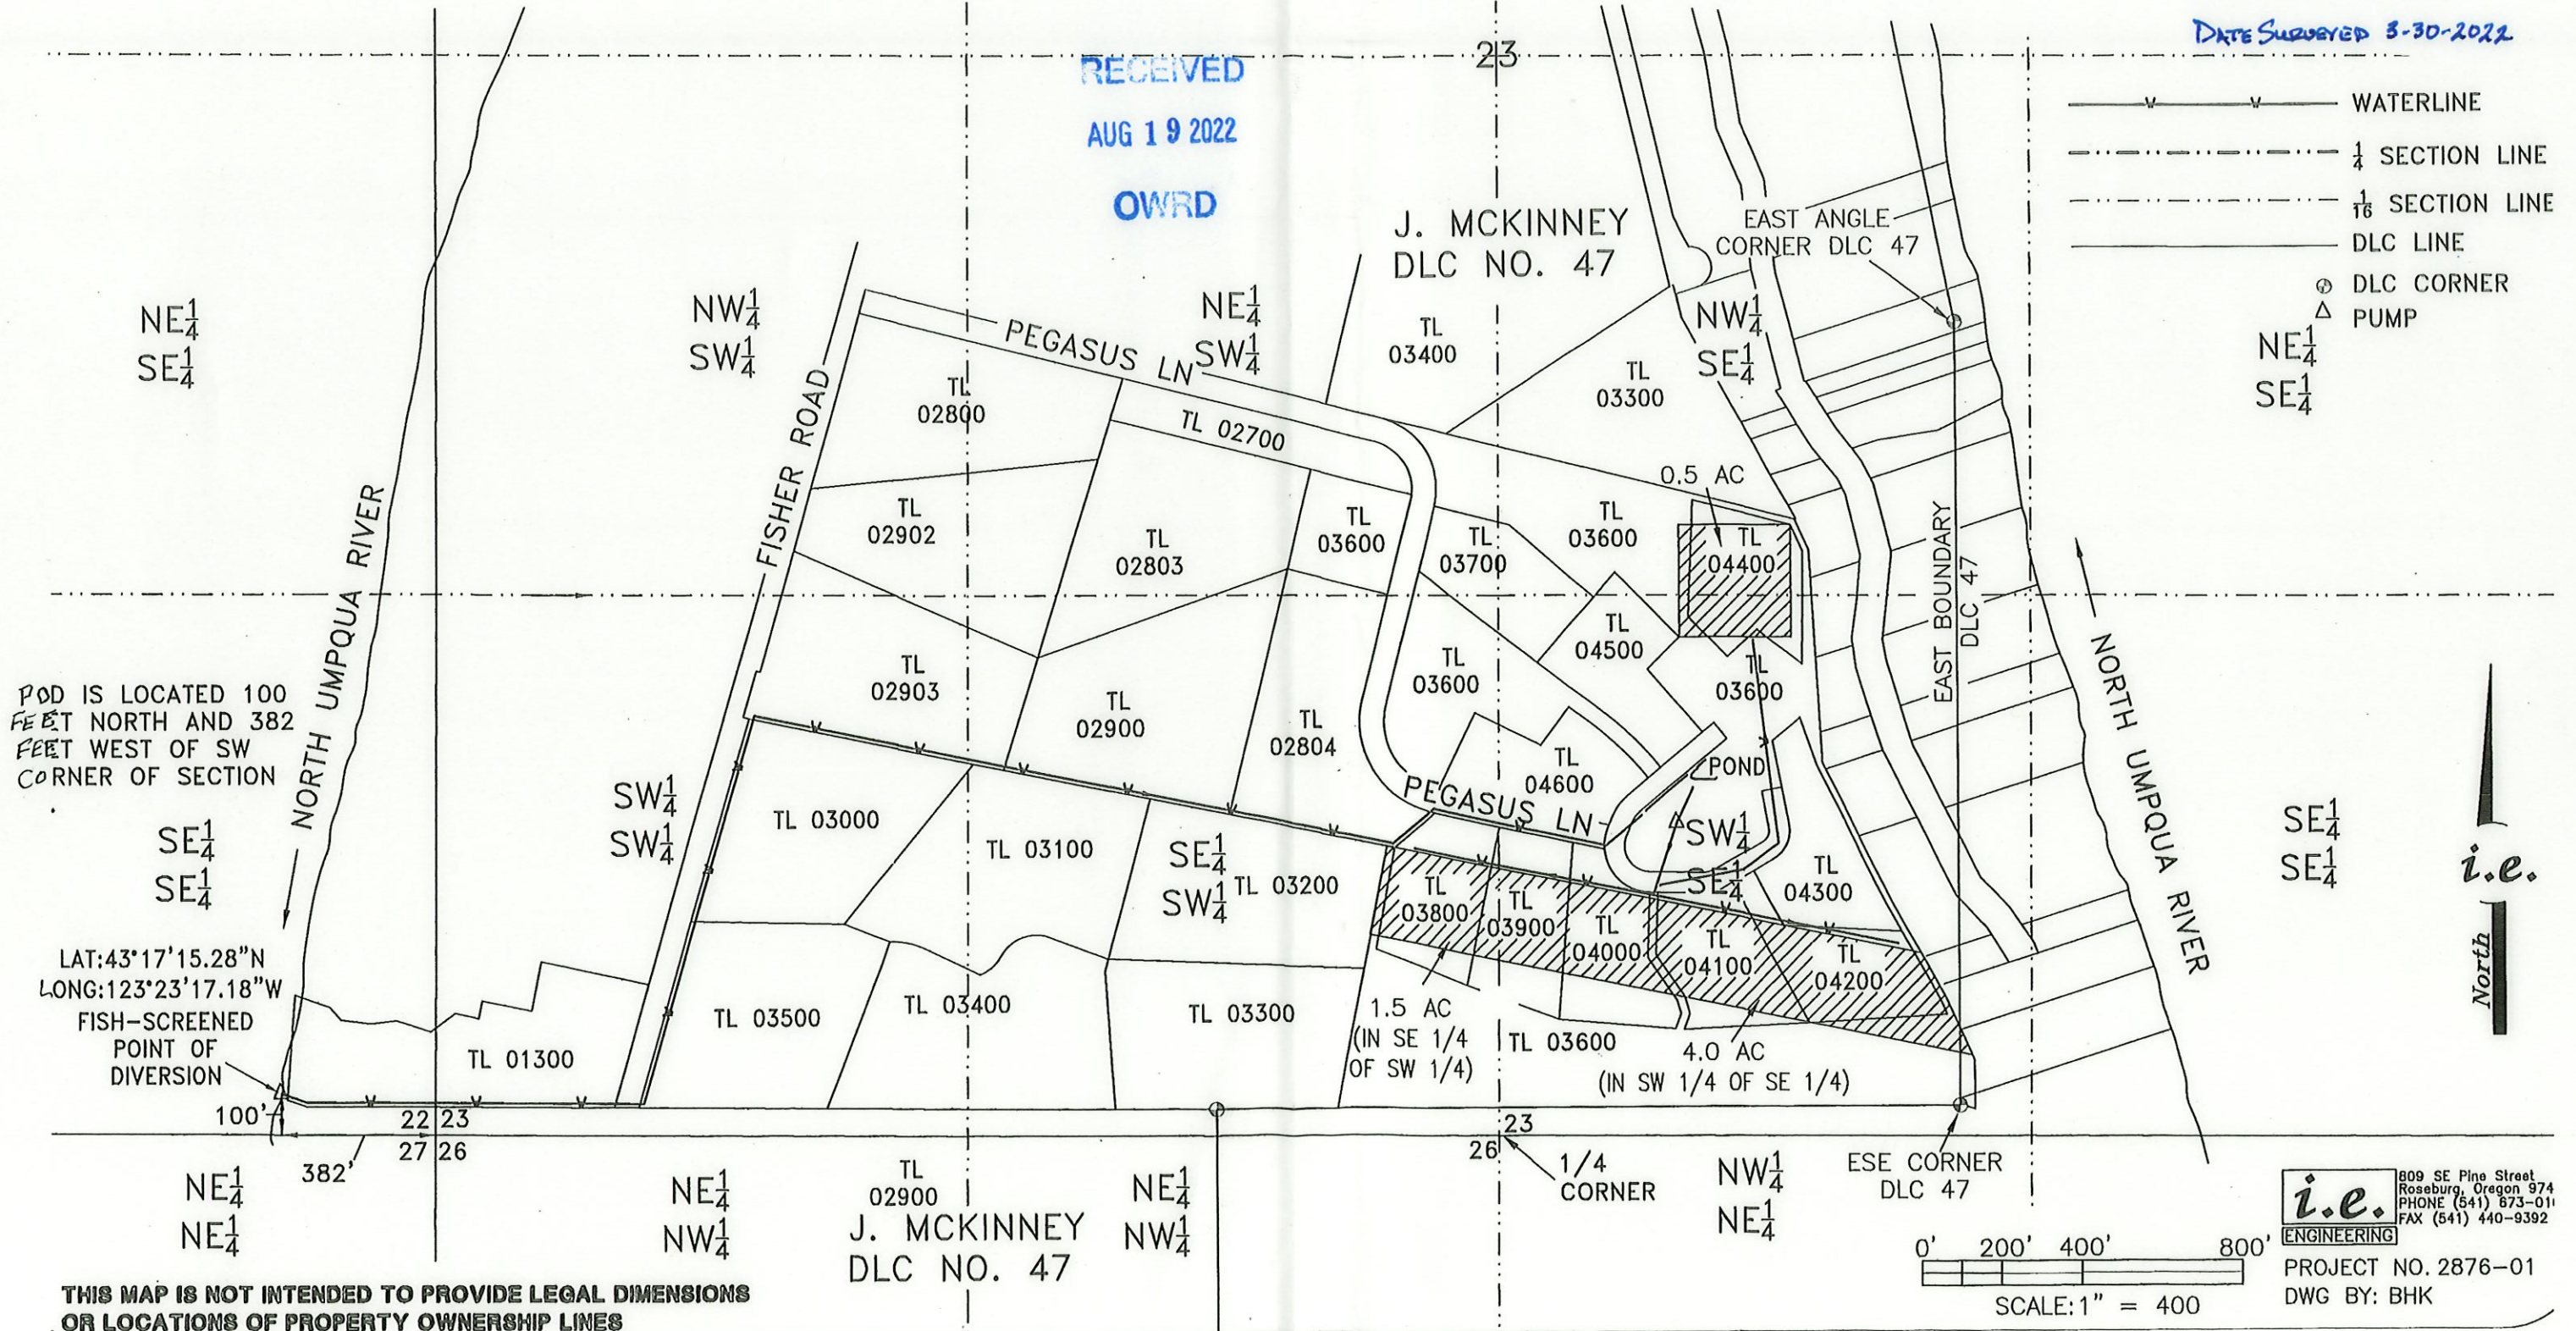 DATE SURVEYED 3-30-2022
23
RECEIVED
AUG 19 2022
OWRD
WATERLINE
1/4 SECTION LINE
1/16 SECTION LINE
DLC LINE
DLC CORNER
PUMP
J. MCKINNEY
DLC NO. 47
EAST ANGLE
CORNER DLC 47
NE1/4
SE1/4
NW1/4
SW1/4
NE1/4
SW1/4
NW1/4
SE1/4
NE1/4
SE1/4
PEGASUS LN
FISHER ROAD
TL
02800
TL 02700
TL
03400
TL
03300
0.5 AC
TL
02902
TL
02803
TL
03600
TL
03700
TL
03600
TL
04400
EAST BOUNDARY
DLC 47
NORTH UMPQUA RIVER
NORTH UMPQUA RIVER
POD IS LOCATED 100
FEET NORTH AND 382
FEET WEST OF SW
CORNER OF SECTION
TL
02903
TL
02900
TL
02804
TL
03600
TL
04500
TL
03600
TL
04600
POND
PEGASUS LN
SE1/4
SE1/4
SW1/4
SW1/4
TL 03000
TL 03100
SE1/4
SW1/4
TL 03200
SW1/4
SE1/4
TL
04300
SE1/4
SE1/4
TL
03800
TL
03900
TL
04000
TL
04100
TL
04200
i.e.
North
LAT:43°17'15.28"N
LONG:123°23'17.18"W
FISH-SCREENED
POINT OF
DIVERSION
TL 01300
TL 03500
TL 03400
TL 03300
1.5 AC
(IN SE 1/4
OF SW 1/4)
TL 03600
4.0 AC
(IN SW 1/4 OF SE 1/4)
100'
22 23
27 26
382'
23
26
1/4
CORNER
ESE CORNER
DLC 47
NE1/4
NE1/4
NE1/4
NW1/4
TL
02900
J. MCKINNEY
DLC NO. 47
NE1/4
NW1/4
NW1/4
NE1/4
0' 200' 400' 800'
SCALE: 1" = 400
i.e.
ENGINEERING
809 SE Pine Street
Roseburg, Oregon 974
PHONE (541) 673-01
FAX (541) 440-9392
PROJECT NO. 2876-01
DWG BY: BHK
THIS MAP IS NOT INTENDED TO PROVIDE LEGAL DIMENSIONS
OR LOCATIONS OF PROPERTY OWNERSHIP LINES